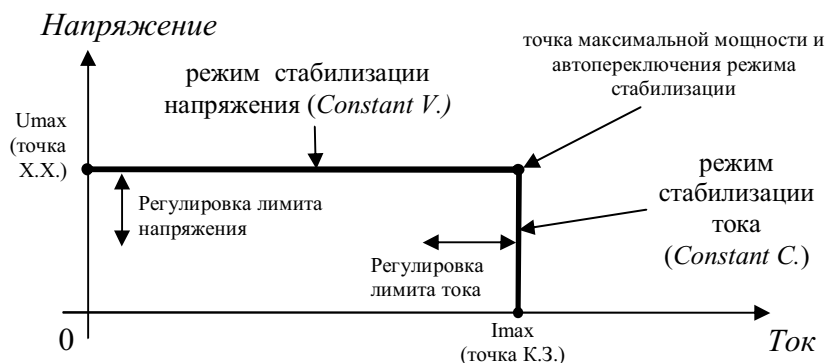 Напряжение
точка максимальной мощности и
автопереключения режима
стабилизации
режим стабилизации
напряжения (Constant V.)
Umax
(точка
Х.Х.)
режим
стабилизации
тока
(Constant C.)
Регулировка лимита
напряжения
Регулировка
лимита тока
0
Imax
(точка К.З.)
Ток